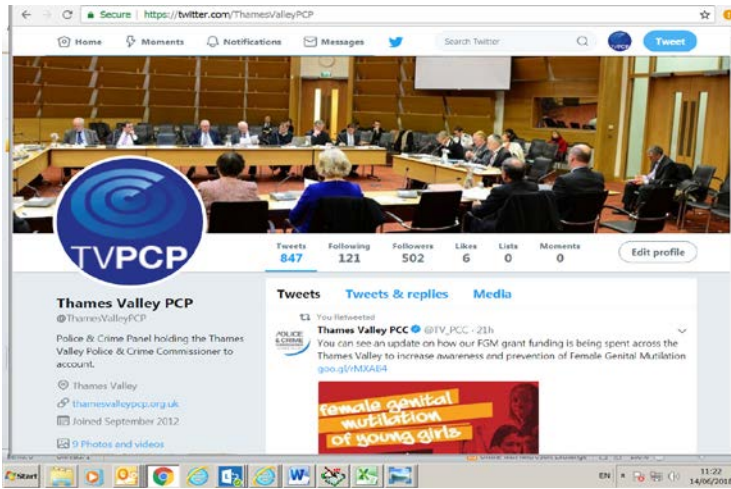 Secure | https://twitter.com/ThamesValleyPCP
Home Moments Notifications Messages Search Twitter Tweet
TVPCP
Tweets Following Followers Likes Lists Moments
847 121 502 6 0 0 Edit profile
Thames Valley PCP
@ThamesValleyPCP
Police & Crime Panel holding the Thames
Valley Police & Crime Commissioner to
account.
Thames Valley
thamesvalleypcp.org.uk
Joined September 2012
9 Photos and videos
Tweets Tweets & replies Media
You Retweeted
Thames Valley PCC @TV_PCC · 21h
You can see an update on how our FGM grant funding is being spent across the
Thames Valley to increase awareness and prevention of Female Genital Mutilation
POLICE
& CRIME
female genital
mutilation
of young girls
Start EN 11:22
14/06/2018